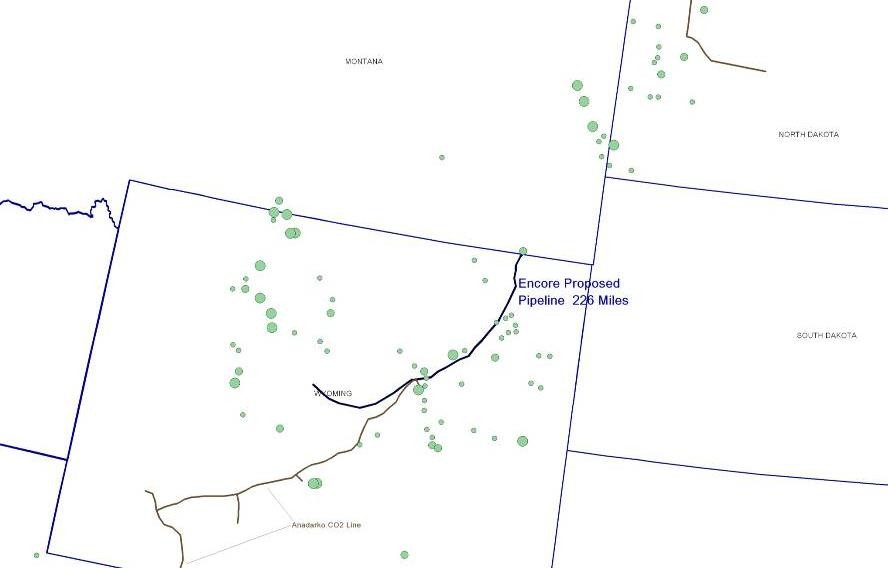 MONTANA
NORTH DAKOTA
Encore Proposed
Pipeline 226 Miles
SOUTH DAKOTA
WYOMING
Anadarko CO2 Line